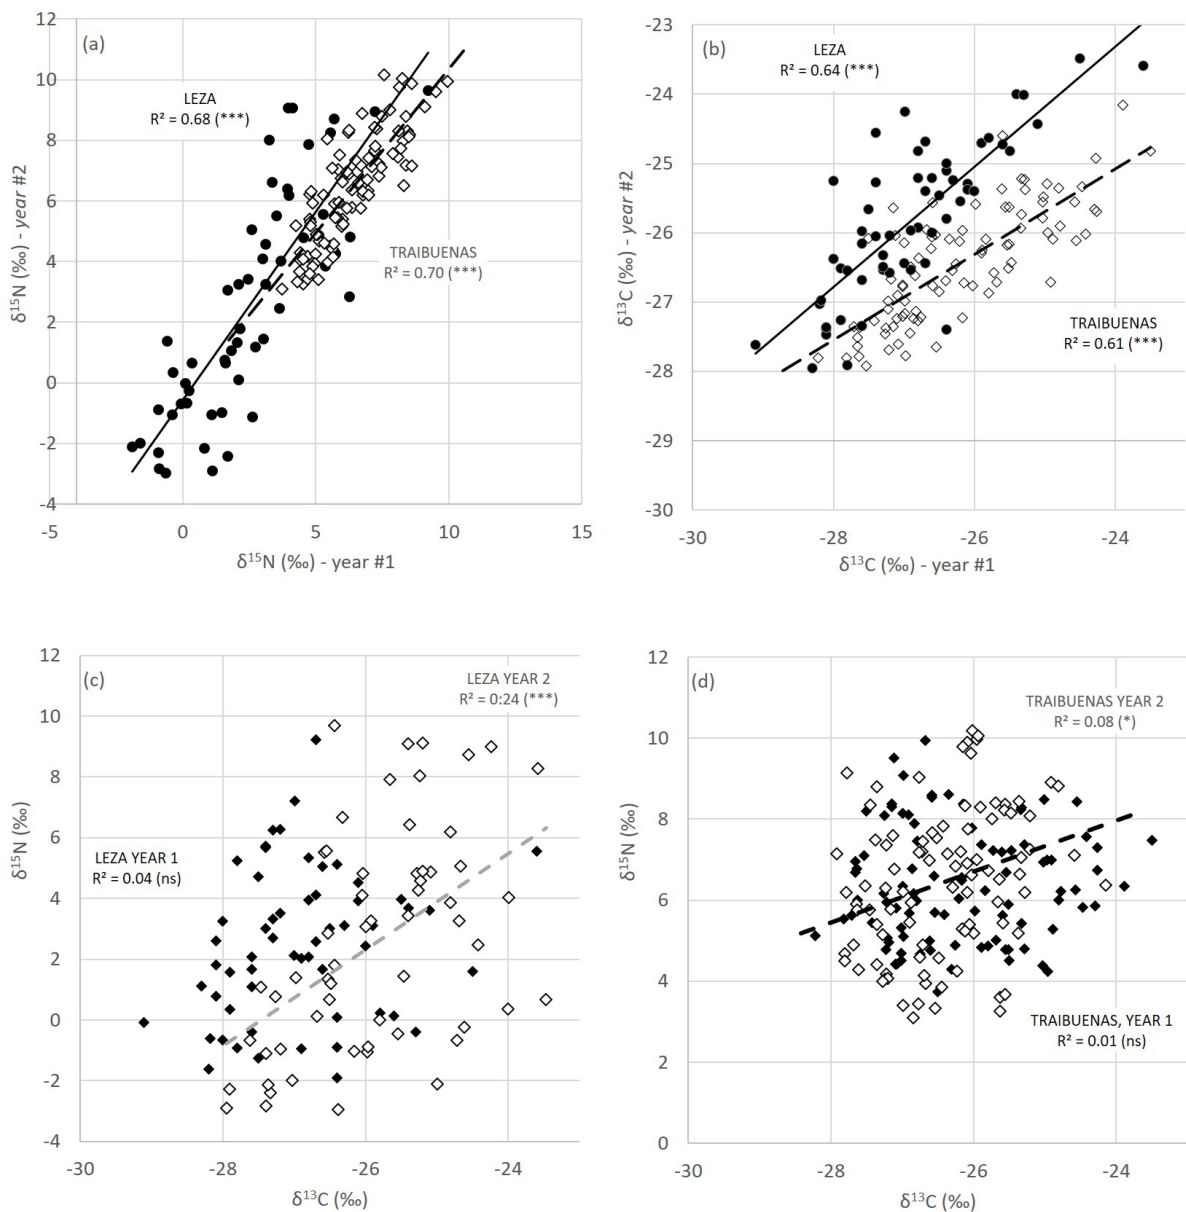 (a)
12
10
8
6
4
2
0
-2
-4
δ¹⁵N (‰) - year #2
LEZA
R² = 0.68 (***)
TRAIBUENAS
R² = 0.70 (***)
-5
0
5
10
15
δ¹⁵N (‰) - year #1
(b)
-23
-24
-25
-26
-27
-28
-29
-30
δ¹³C (‰) - year #2
LEZA
R² = 0.64 (***)
TRAIBUENAS
R² = 0.61 (***)
-30
-28
-26
-24
δ¹³C (‰) - year #1
(c)
12
10
8
6
4
2
0
-2
-4
δ¹⁵N (‰)
LEZA YEAR 2
R² = 0:24 (***)
LEZA YEAR 1
R² = 0.04 (ns)
-30
-28
-26
-24
δ¹³C (‰)
(d)
12
10
8
6
4
2
0
δ¹⁵N (‰)
TRAIBUENAS YEAR 2
R² = 0.08 (*)
TRAIBUENAS, YEAR 1
R² = 0.01 (ns)
-30
-28
-26
-24
δ¹³C (‰)